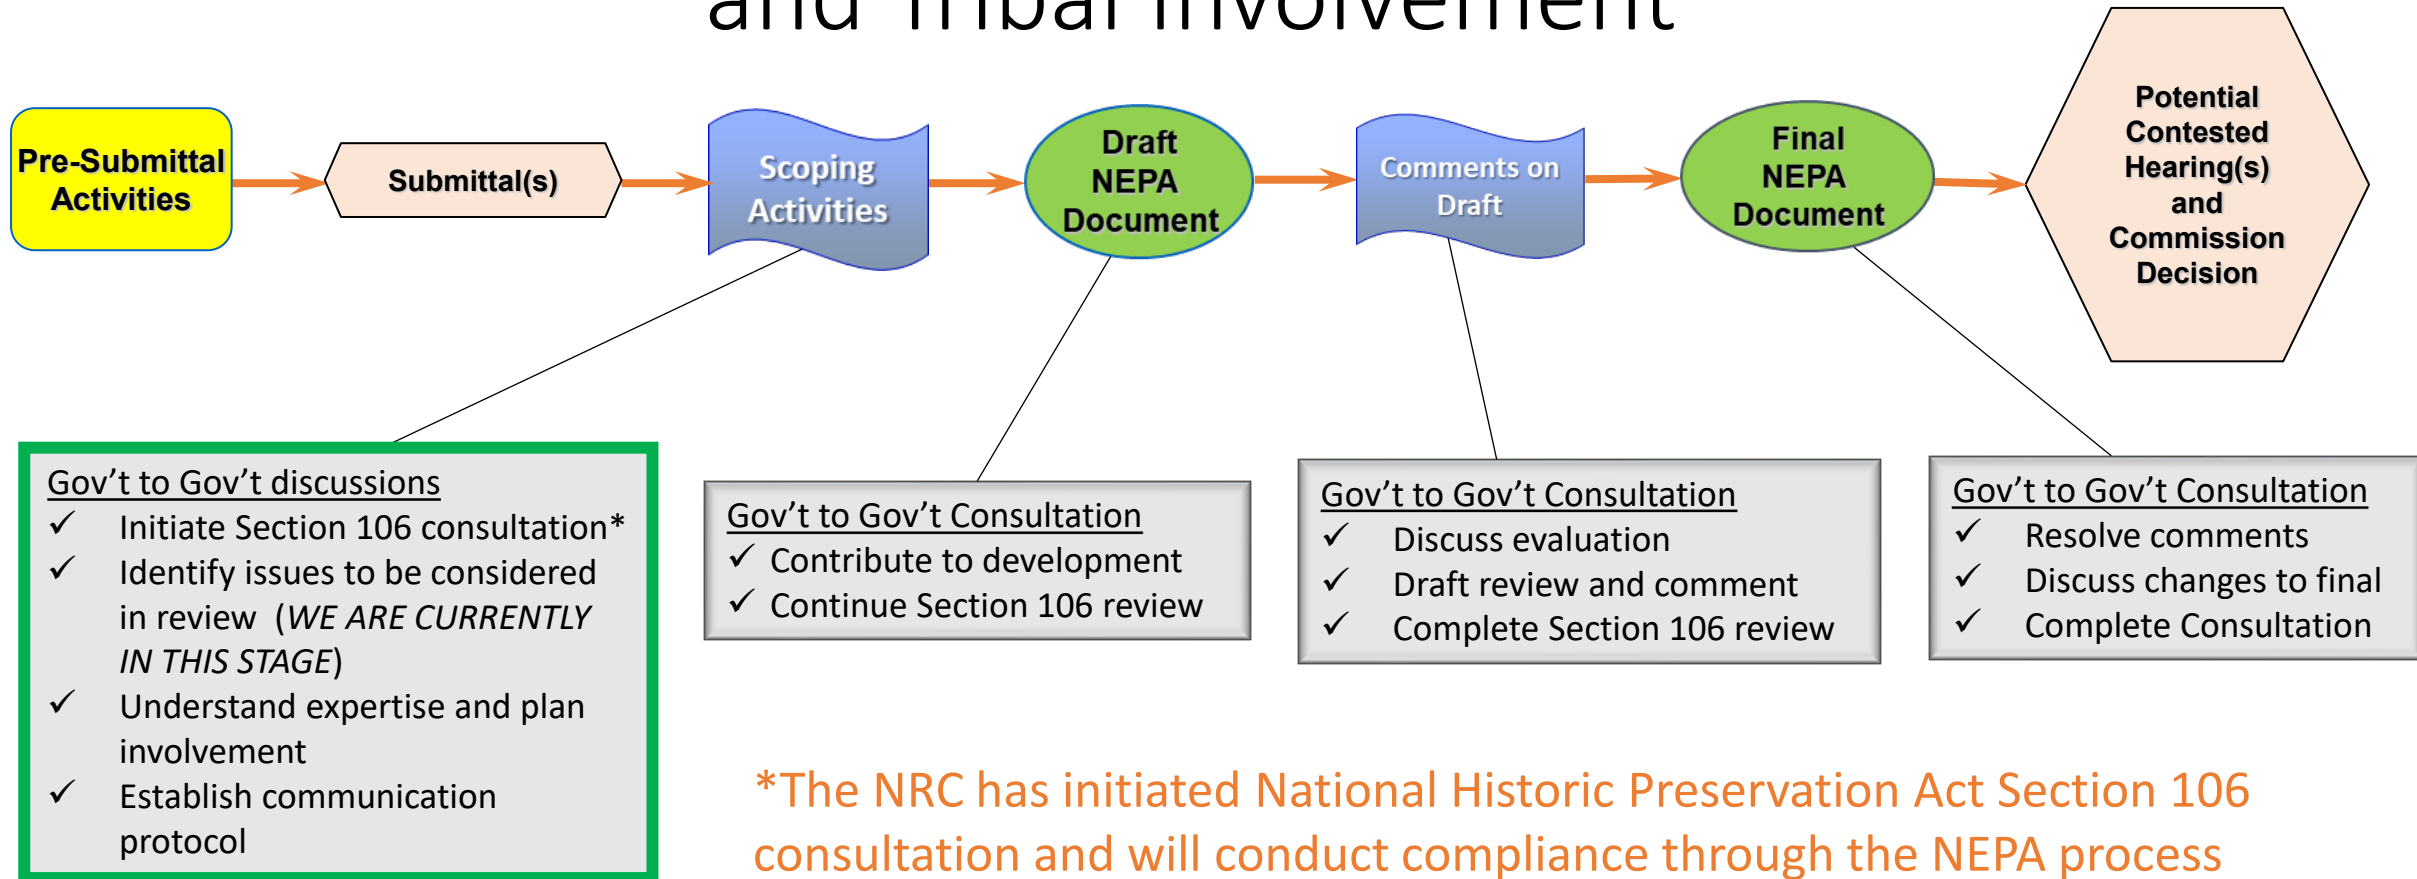 and Tribal Involvement
Pre-Submittal
Activities
Submittal(s)
Scoping
Activities
Draft
NEPA
Document
Comments on
Draft
Final
NEPA
Document
Potential
Contested
Hearing(s)
and
Commission
Decision
Gov’t to Gov’t discussions
✓ Initiate Section 106 consultation*
✓ Identify issues to be considered
in review (WE ARE CURRENTLY
IN THIS STAGE)
✓ Understand expertise and plan
involvement
✓ Establish communication
protocol
Gov’t to Gov’t Consultation
✓ Contribute to development
✓ Continue Section 106 review
Gov’t to Gov’t Consultation
✓ Discuss evaluation
✓ Draft review and comment
✓ Complete Section 106 review
Gov’t to Gov’t Consultation
✓ Resolve comments
✓ Discuss changes to final
✓ Complete Consultation
*The NRC has initiated National Historic Preservation Act Section 106
consultation and will conduct compliance through the NEPA process